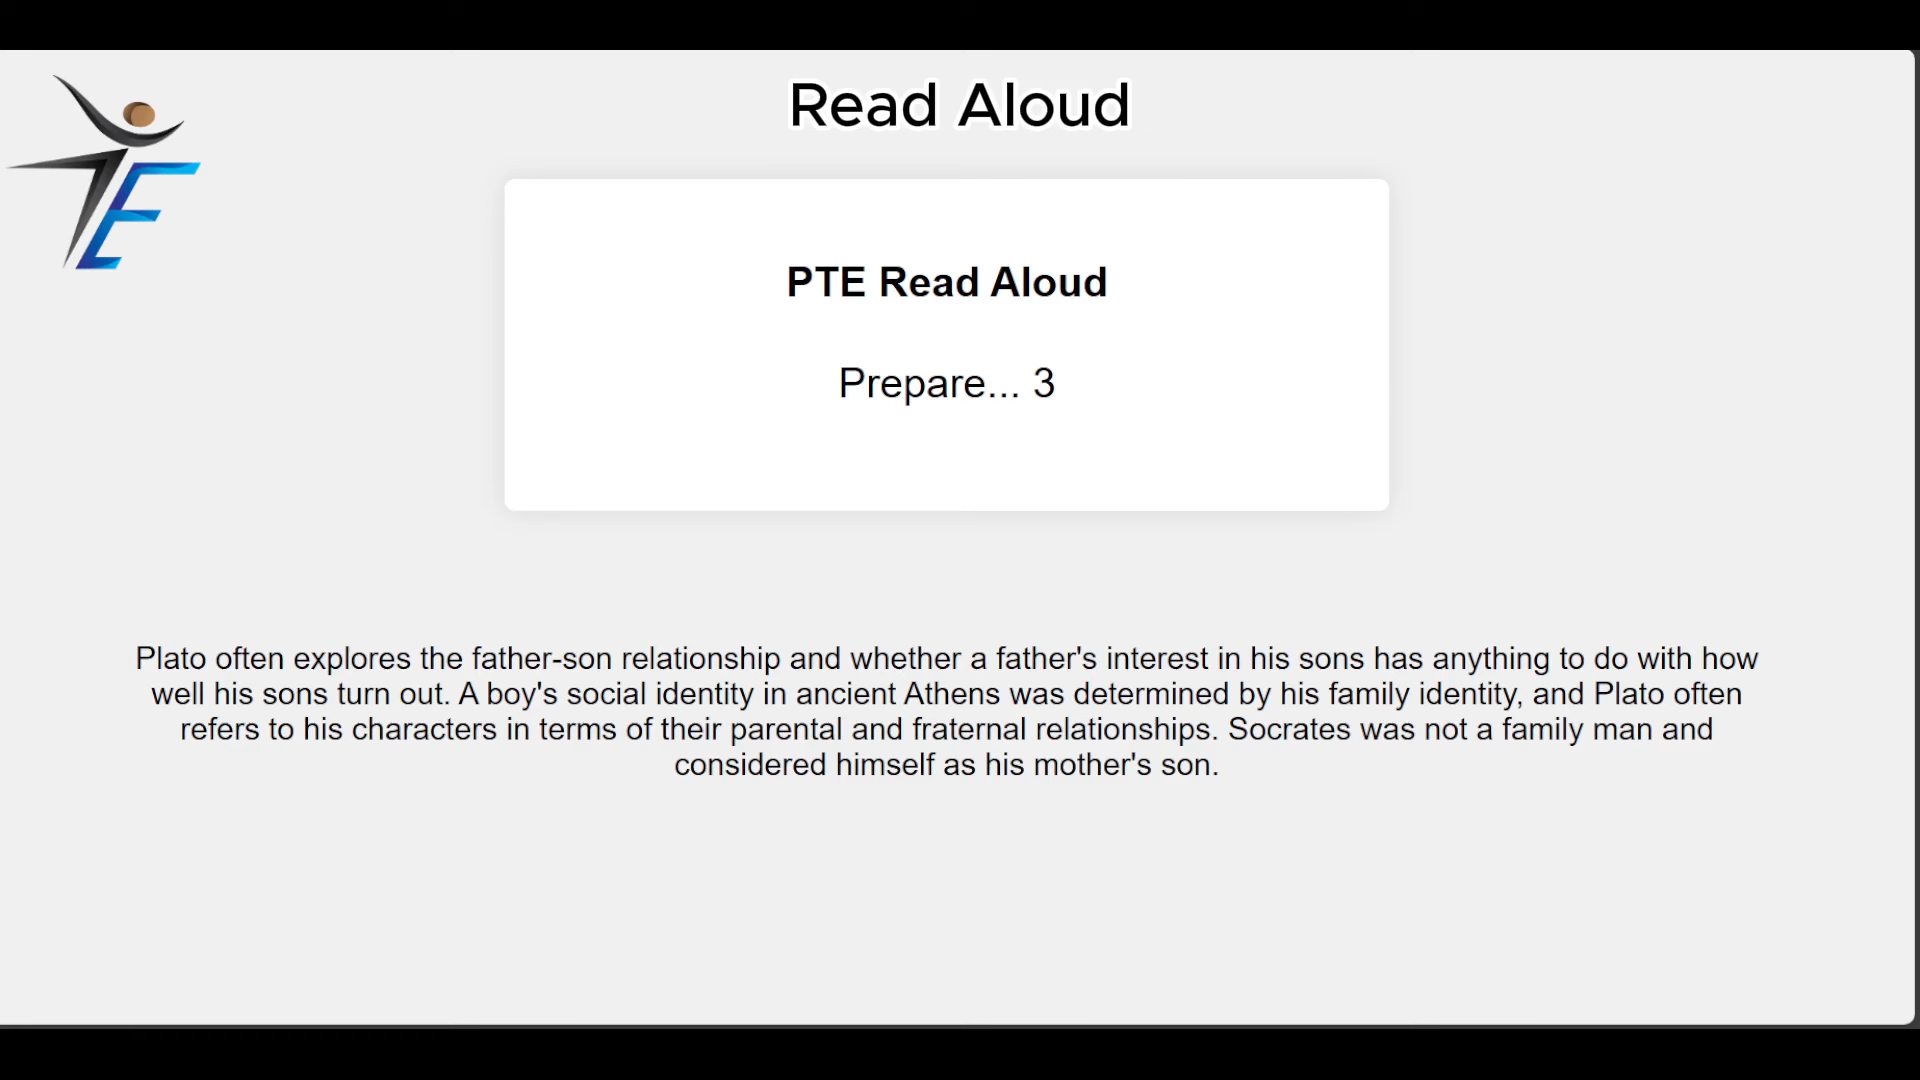 Read Aloud
PTE Read Aloud
Prepare... 3
Plato often explores the father-son relationship and whether a father's interest in his sons has anything to do with how
well his sons turn out. A boy's social identity in ancient Athens was determined by his family identity, and Plato often
refers to his characters in terms of their parental and fraternal relationships. Socrates was not a family man and
considered himself as his mother's son.